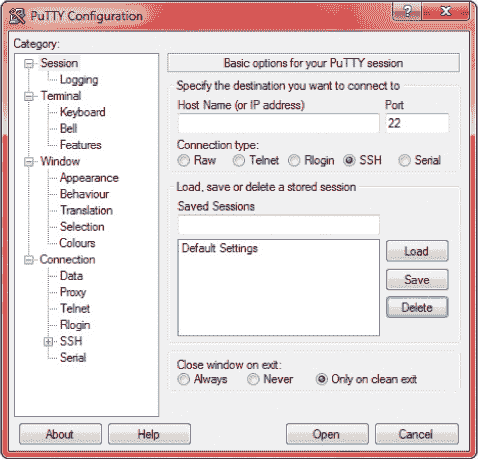 PuTTY Configuration
Category:
Session
Logging
Terminal
Keyboard
Bell
Features
Window
Appearance
Behaviour
Translation
Selection
Colours
Connection
Data
Proxy
Telnet
Rlogin
SSH
Serial
Basic options for your PuTTY session
Specify the destination you want to connect to
Host Name (or IP address) Port
22
Connection type:
Raw Telnet Rlogin SSH Serial
Load, save or delete a stored session
Saved Sessions
Default Settings
Load
Save
Delete
Close window on exit:
Always Never Only on clean exit
About Help Open Cancel